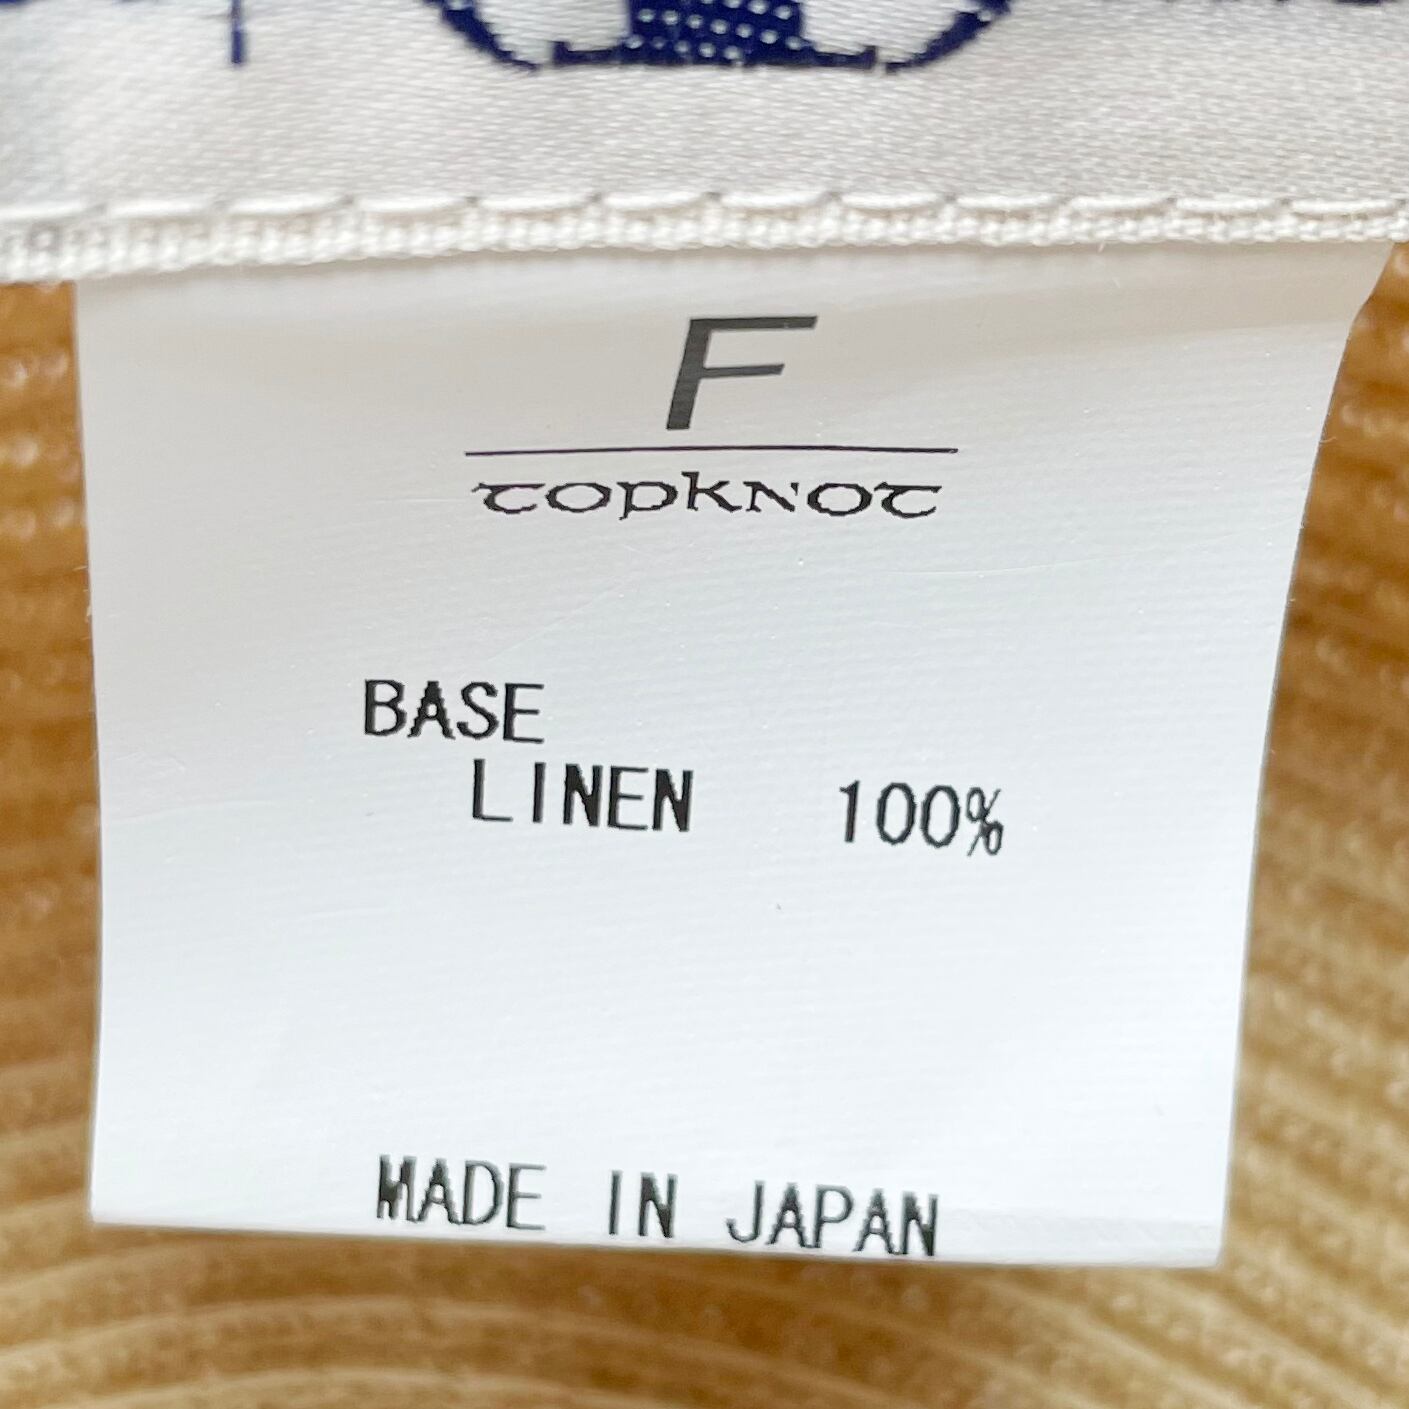 F
TOPKNOT
BASE
LINEN 100%
MADE IN JAPAN